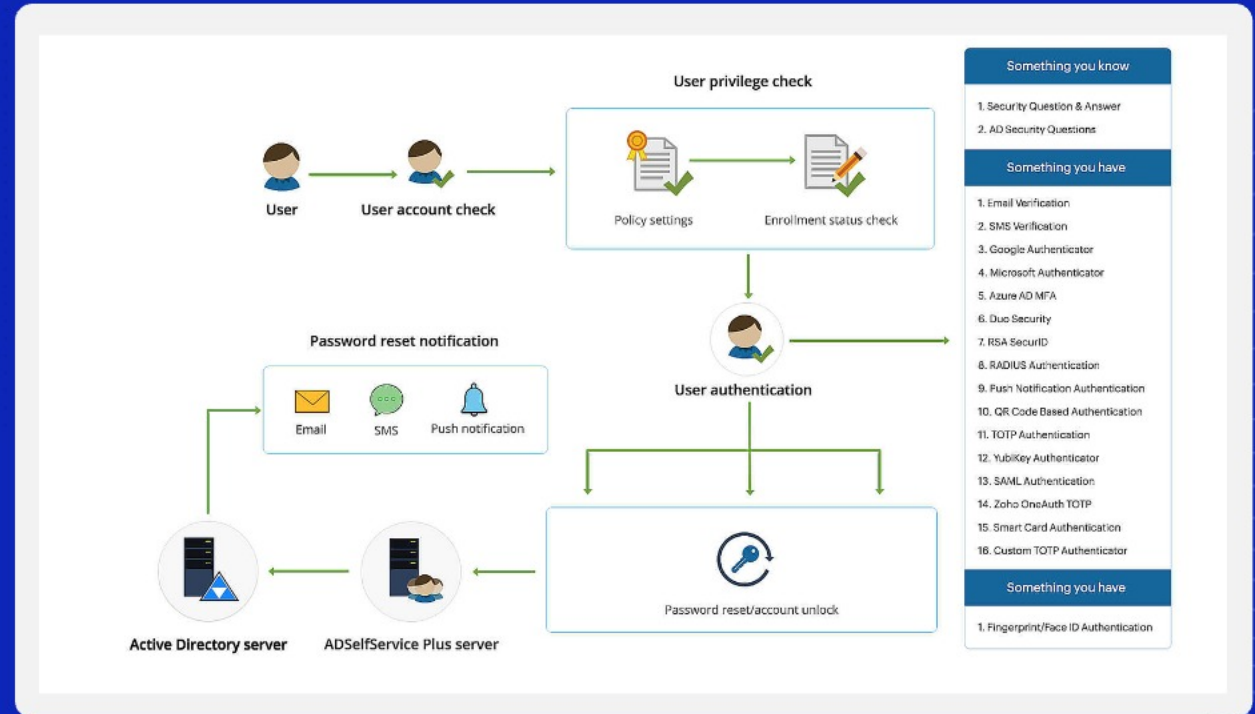 User privilege check
User
User account check
Policy settings
Enrollment status check
User authentication
Password reset notification
Email
SMS
Push notification
Password reset/account unlock
Active Directory server
ADSelfService Plus server
Something you know
1. Security Question & Answer
2. AD Security Questions
Something you have
1. Email Verification
2. SMS Verification
3. Google Authenticator
4. Microsoft Authenticator
5. Azure AD MFA
6. Duo Security
7. RSA SecurID
8. RADIUS Authentication
9. Push Notification Authentication
10. QR Code Based Authentication
11. TOTP Authentication
12. YubiKey Authenticator
13. SAML Authentication
14. Zoho OneAuth TOTP
15. Smart Card Authentication
16. Custom TOTP Authenticator
Something you have
1. Fingerprint/Face ID Authentication